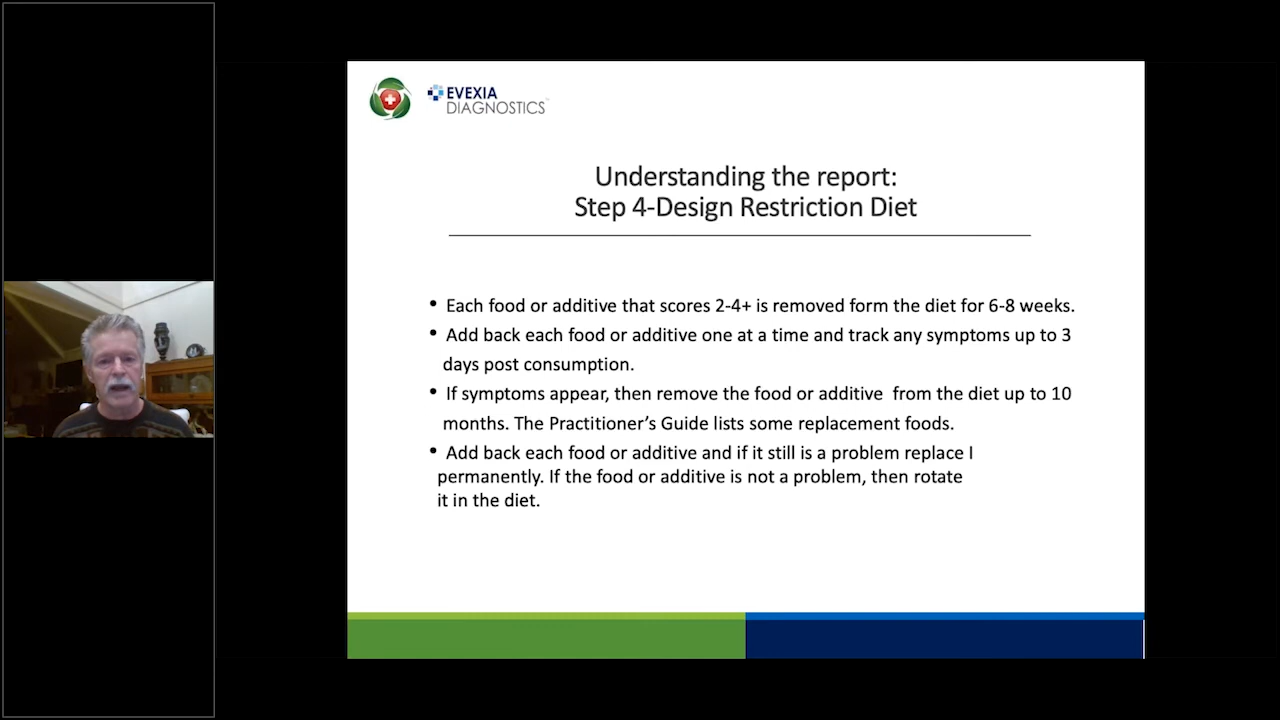 EVEXIA
DIAGNOSTICS
Understanding the report:
Step 4-Design Restriction Diet
• Each food or additive that scores 2-4+ is removed form the diet for 6-8 weeks.
• Add back each food or additive one at a time and track any symptoms up to 3
days post consumption.
• If symptoms appear, then remove the food or additive from the diet up to 10
months. The Practitioner’s Guide lists some replacement foods.
• Add back each food or additive and if it still is a problem replace I
permanently. If the food or additive is not a problem, then rotate
it in the diet.